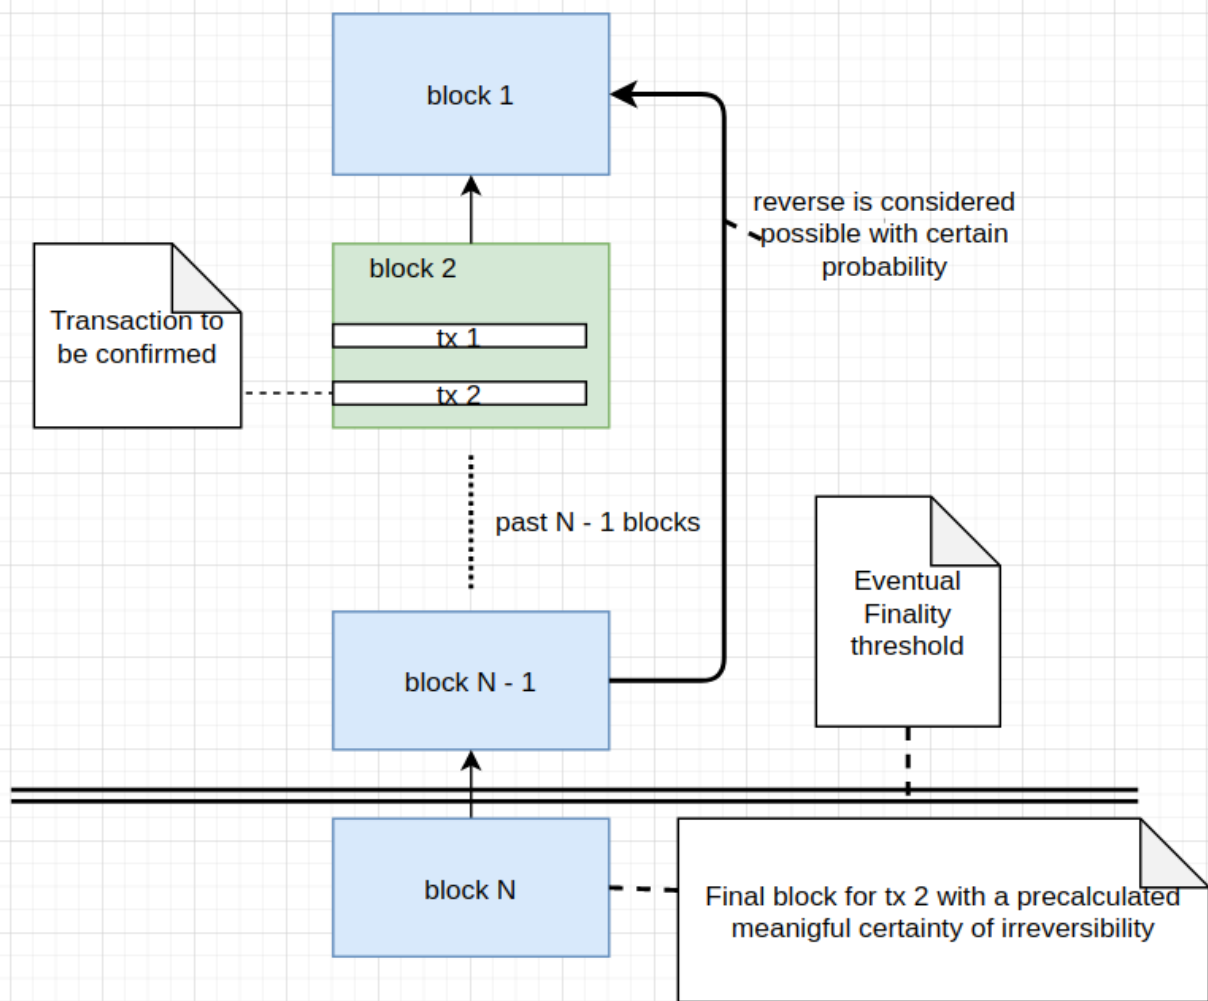 block 1
reverse is considered
possible with certain
probability
block 2
Transaction to
be confirmed
tx 1
tx 2
past N - 1 blocks
Eventual
Finality
threshold
block N - 1
block N
Final block for tx 2 with a precalculated
meanigful certainty of irreversibility